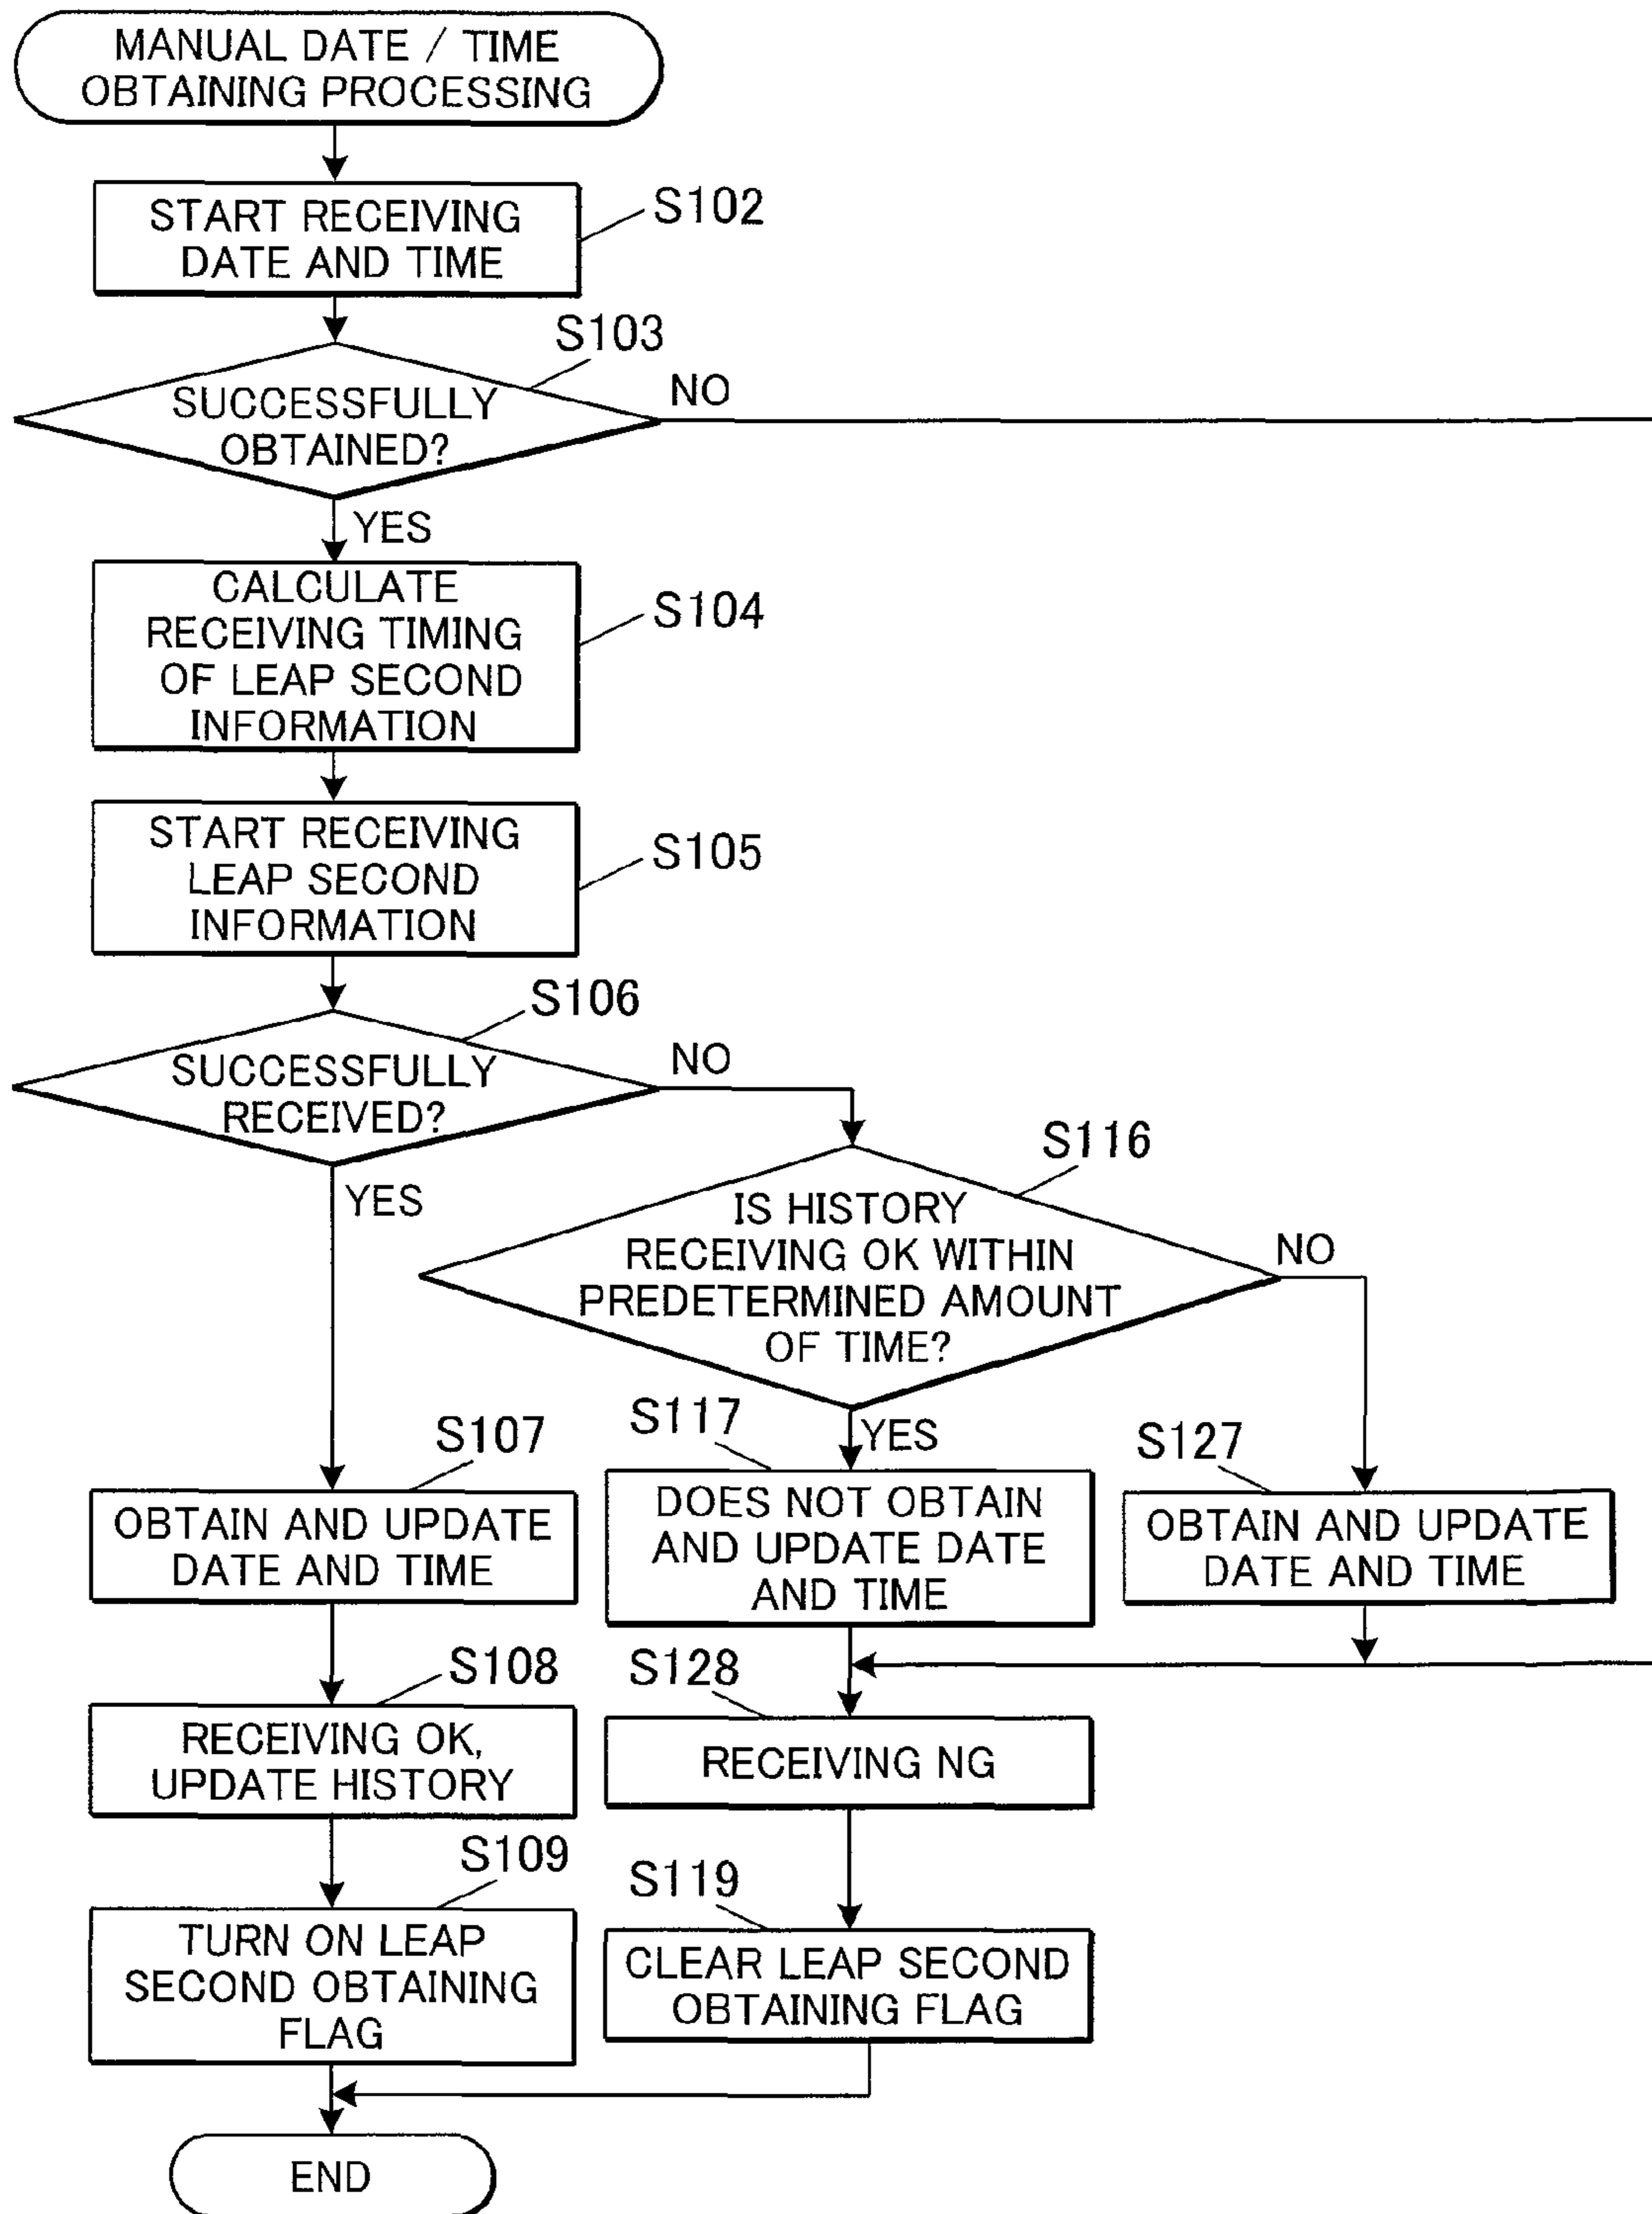 MANUAL DATE / TIME
OBTAINING PROCESSING
START RECEIVING
DATE AND TIME
S102
S103
SUCCESSFULLY
OBTAINED?
NO
YES
CALCULATE
RECEIVING TIMING
OF LEAP SECOND
INFORMATION
S104
START RECEIVING
LEAP SECOND
INFORMATION
S105
S106
SUCCESSFULLY
RECEIVED?
NO
YES
S116
IS HISTORY
RECEIVING OK WITHIN
PREDETERMINED AMOUNT
OF TIME?
NO
YES
S107
OBTAIN AND UPDATE
DATE AND TIME
S117
DOES NOT OBTAIN
AND UPDATE DATE
AND TIME
S127
OBTAIN AND UPDATE
DATE AND TIME
S108
RECEIVING OK,
UPDATE HISTORY
S128
RECEIVING NG
S109
TURN ON LEAP
SECOND OBTAINING
FLAG
S119
CLEAR LEAP SECOND
OBTAINING FLAG
END